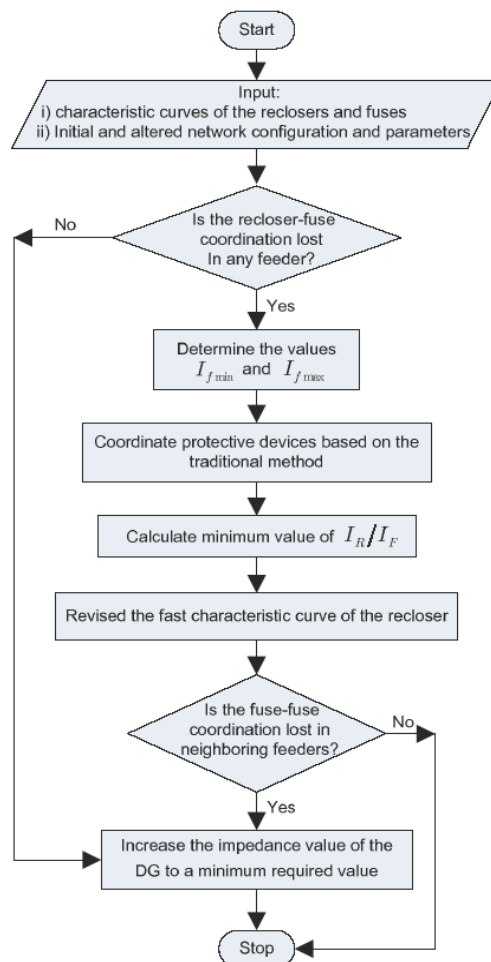 Start
Input:
i) characteristic curves of the reclosers and fuses
ii) Initial and altered network configuration and parameters
Is the recloser-fuse
coordination lost
In any feeder?
No
Yes
Determine the values
I_{f min} and I_{f max}
Coordinate protective devices based on the
traditional method
Calculate minimum value of I_R/I_F
Revised the fast characteristic curve of the recloser
Is the fuse-fuse
coordination lost in
neighboring feeders?
No
Yes
Increase the impedance value of the
DG to a minimum required value
Stop